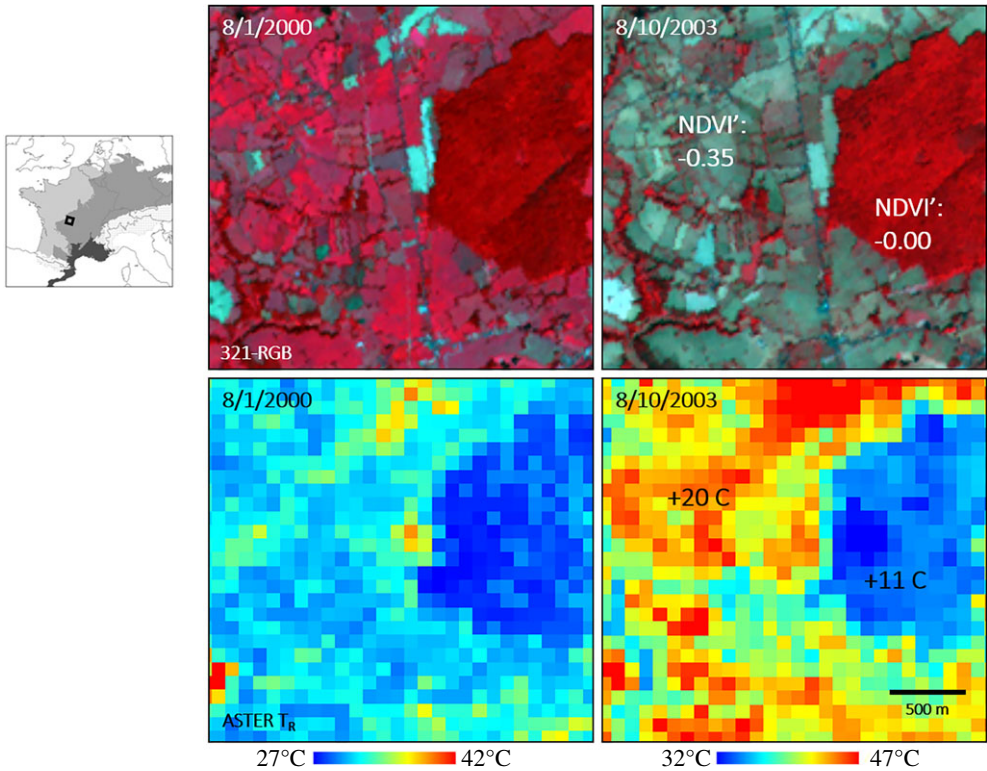 8/1/2000
8/10/2003
NDVI':
-0.35
NDVI':
-0.00
321-RGB
8/1/2000
8/10/2003
+20 C
+11 C
500 m
ASTER TR
27°C
42°C
32°C
47°C